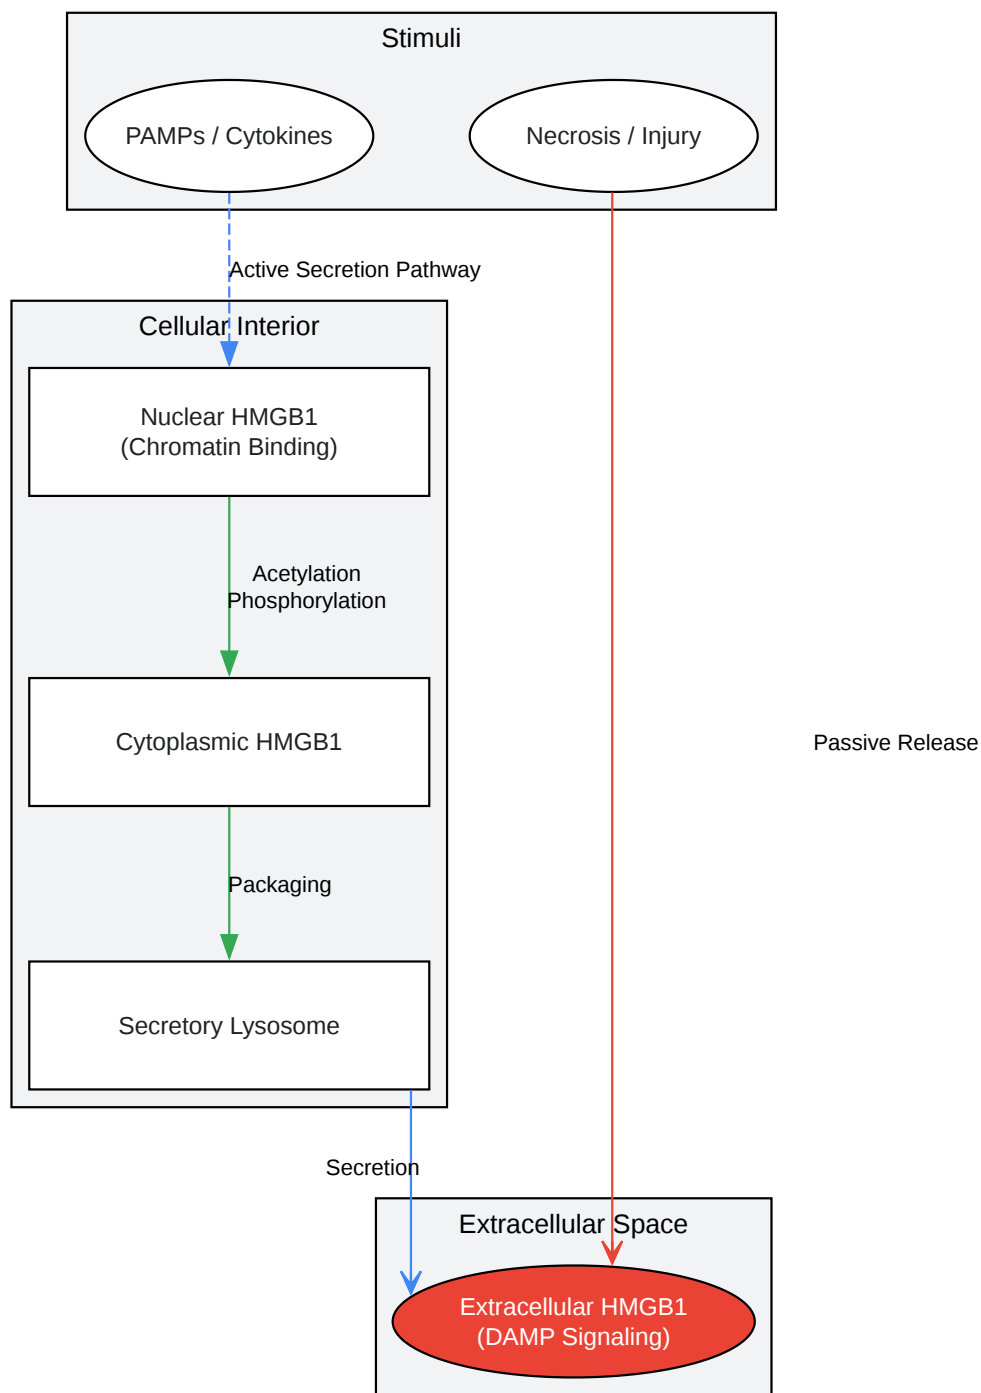 Stimuli
PAMPs / Cytokines
Necrosis / Injury
Active Secretion Pathway
Cellular Interior
Nuclear HMGB1
(Chromatin Binding)
Acetylation
Phosphorylation
Cytoplasmic HMGB1
Passive Release
Packaging
Secretory Lysosome
Secretion
Extracellular Space
Extracellular HMGB1
(DAMP Signaling)